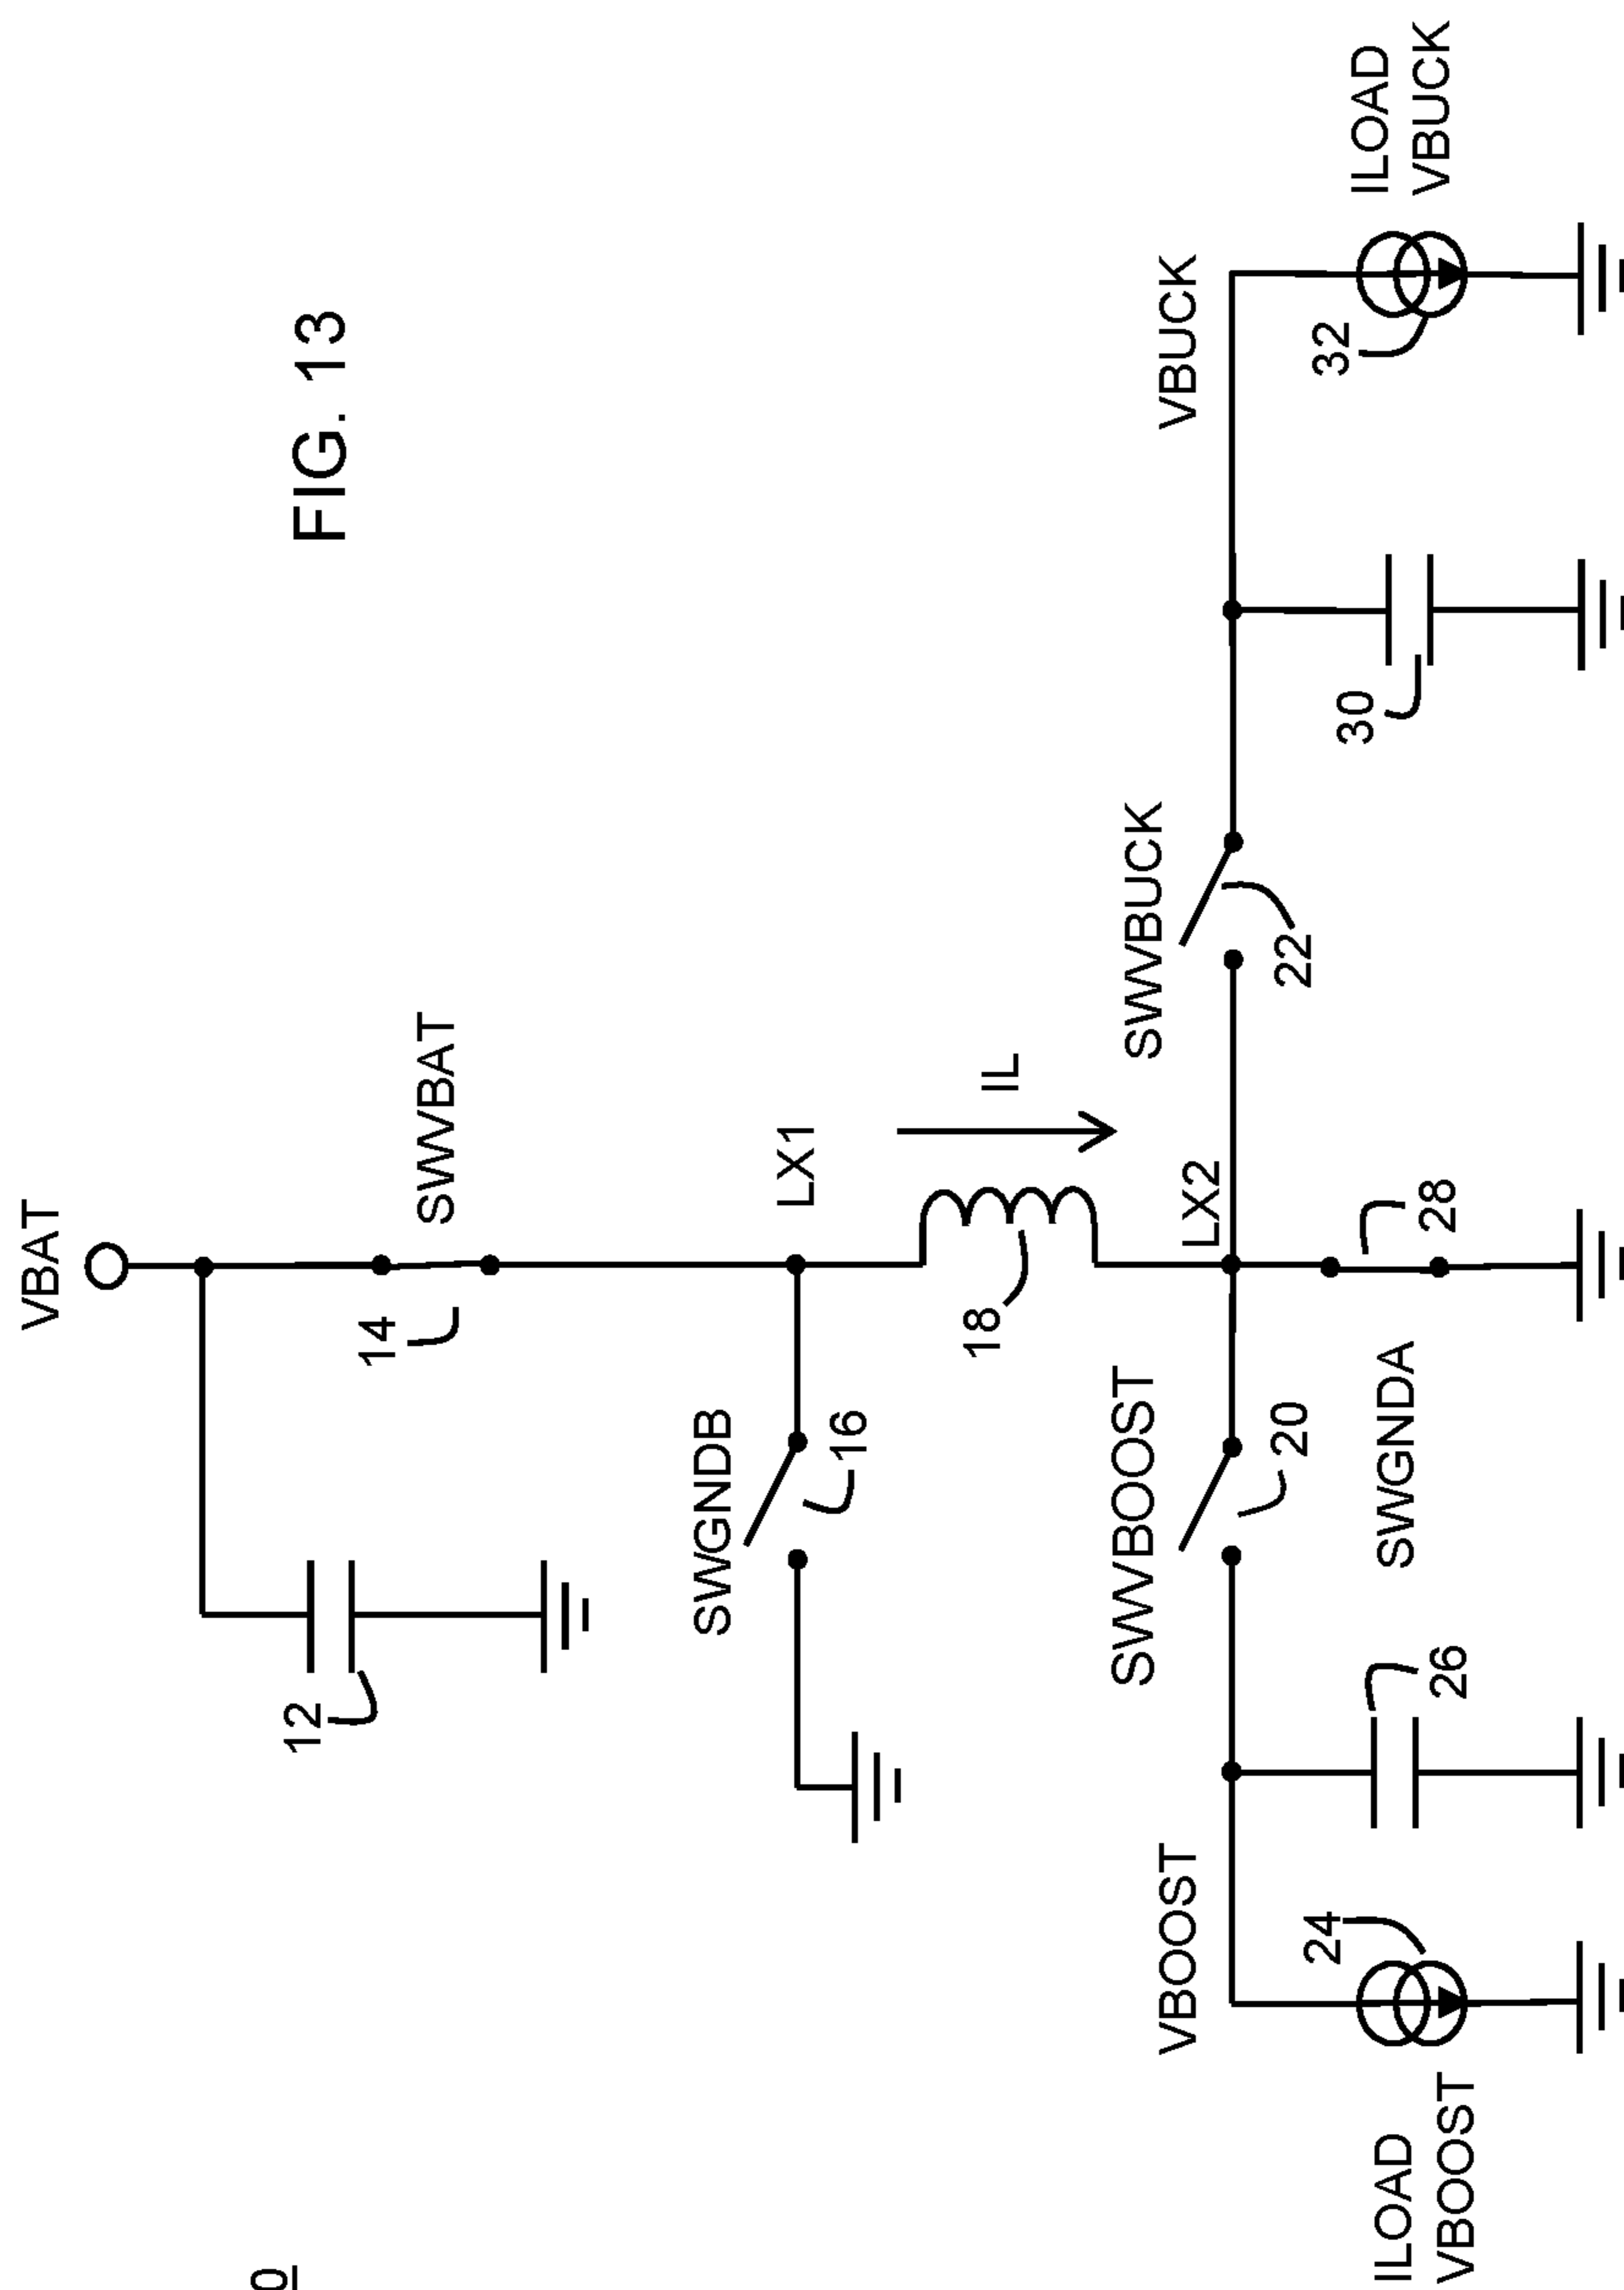 FIG. 13
VBAT
12
14
SWVBAT
SWGNDB
16
LX1
18
IL
LX2
SWVBOOST
20
SWVBUCK
22
VBOOST
VBUCK
24
26
SWGNDA
28
30
32
ILOAD
VBOOST
ILOAD
VBUCK